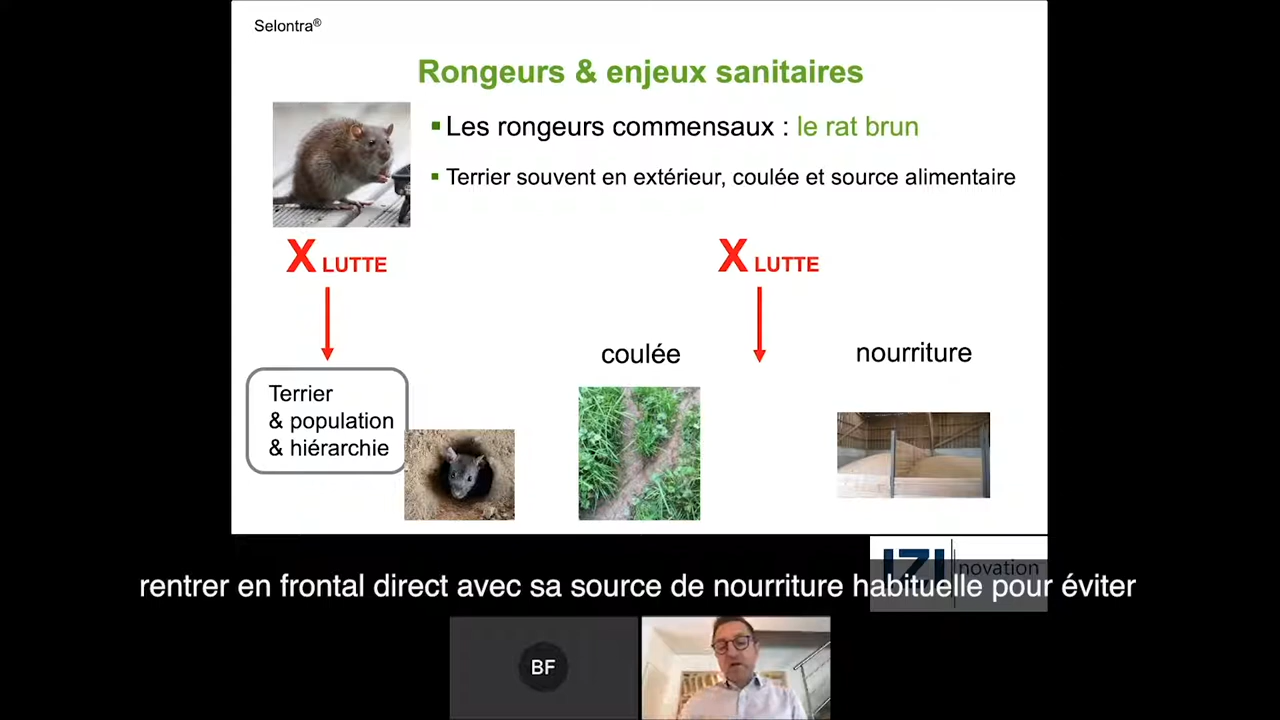 Selontra®
Rongeurs & enjeux sanitaires
▪ Les rongeurs commensaux : le rat brun
▪ Terrier souvent en extérieur, coulée et source alimentaire
X LUTTE
X LUTTE
coulée
nourriture
Terrier
& population
& hiérarchie
IZI novation
rentrer en frontal direct avec sa source de nourriture habituelle pour éviter
BF